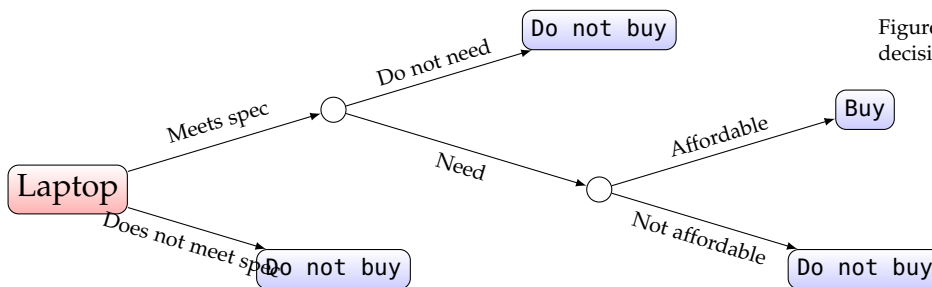 Do not buy
Figure
decisi
Do not need
Meets spec
Buy
Affordable
Need
Laptop
Does not meet spec
Not affordable
Do not buy
Do not buy